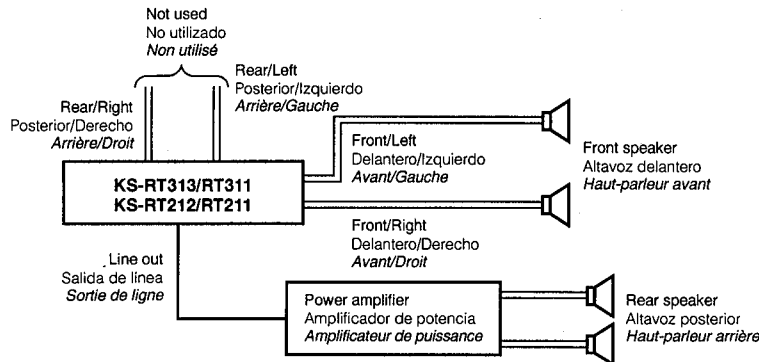 Not used
No utilizado
Non utilisé
Rear/Left
Posterior/Izquierdo
Arrière/Gauche
Rear/Right
Posterior/Derecho
Arrière/Droit
Front/Left
Delantero/Izquierdo
Avant/Gauche
Front speaker
Altavoz delantero
Haut-parleur avant
KS-RT313/RT311
KS-RT212/RT211
Front/Right
Delantero/Derecho
Avant/Droit
Line out
Salida de línea
Sortie de ligne
Power amplifier
Amplificador de potencia
Amplificateur de puissance
Rear speaker
Altavoz posterior
Haut-parleur arrière